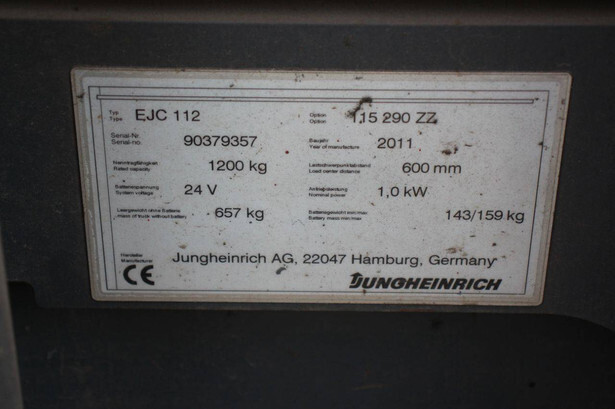 Typ EJC 112 Option 115 290 ZZ
Type Option
Serial-Nr. 90379357 Baujahr 2011
Serial-no. Year of manufacture
Nenntragfähigkeit 1200 kg Lastschwerpunktabstand 600 mm
Rated capacity Load center distance
Batteriespannung 24 V Antriebsleistung 1,0 kW
System voltage Nominal power
Leergewicht ohne Batterie 657 kg Batteriegewicht min/max 143/159 kg
mass of truck without battery Battery mass min/max
Hersteller Jungheinrich AG, 22047 Hamburg, Germany
Manufacturer
CE JUNGHEINRICH